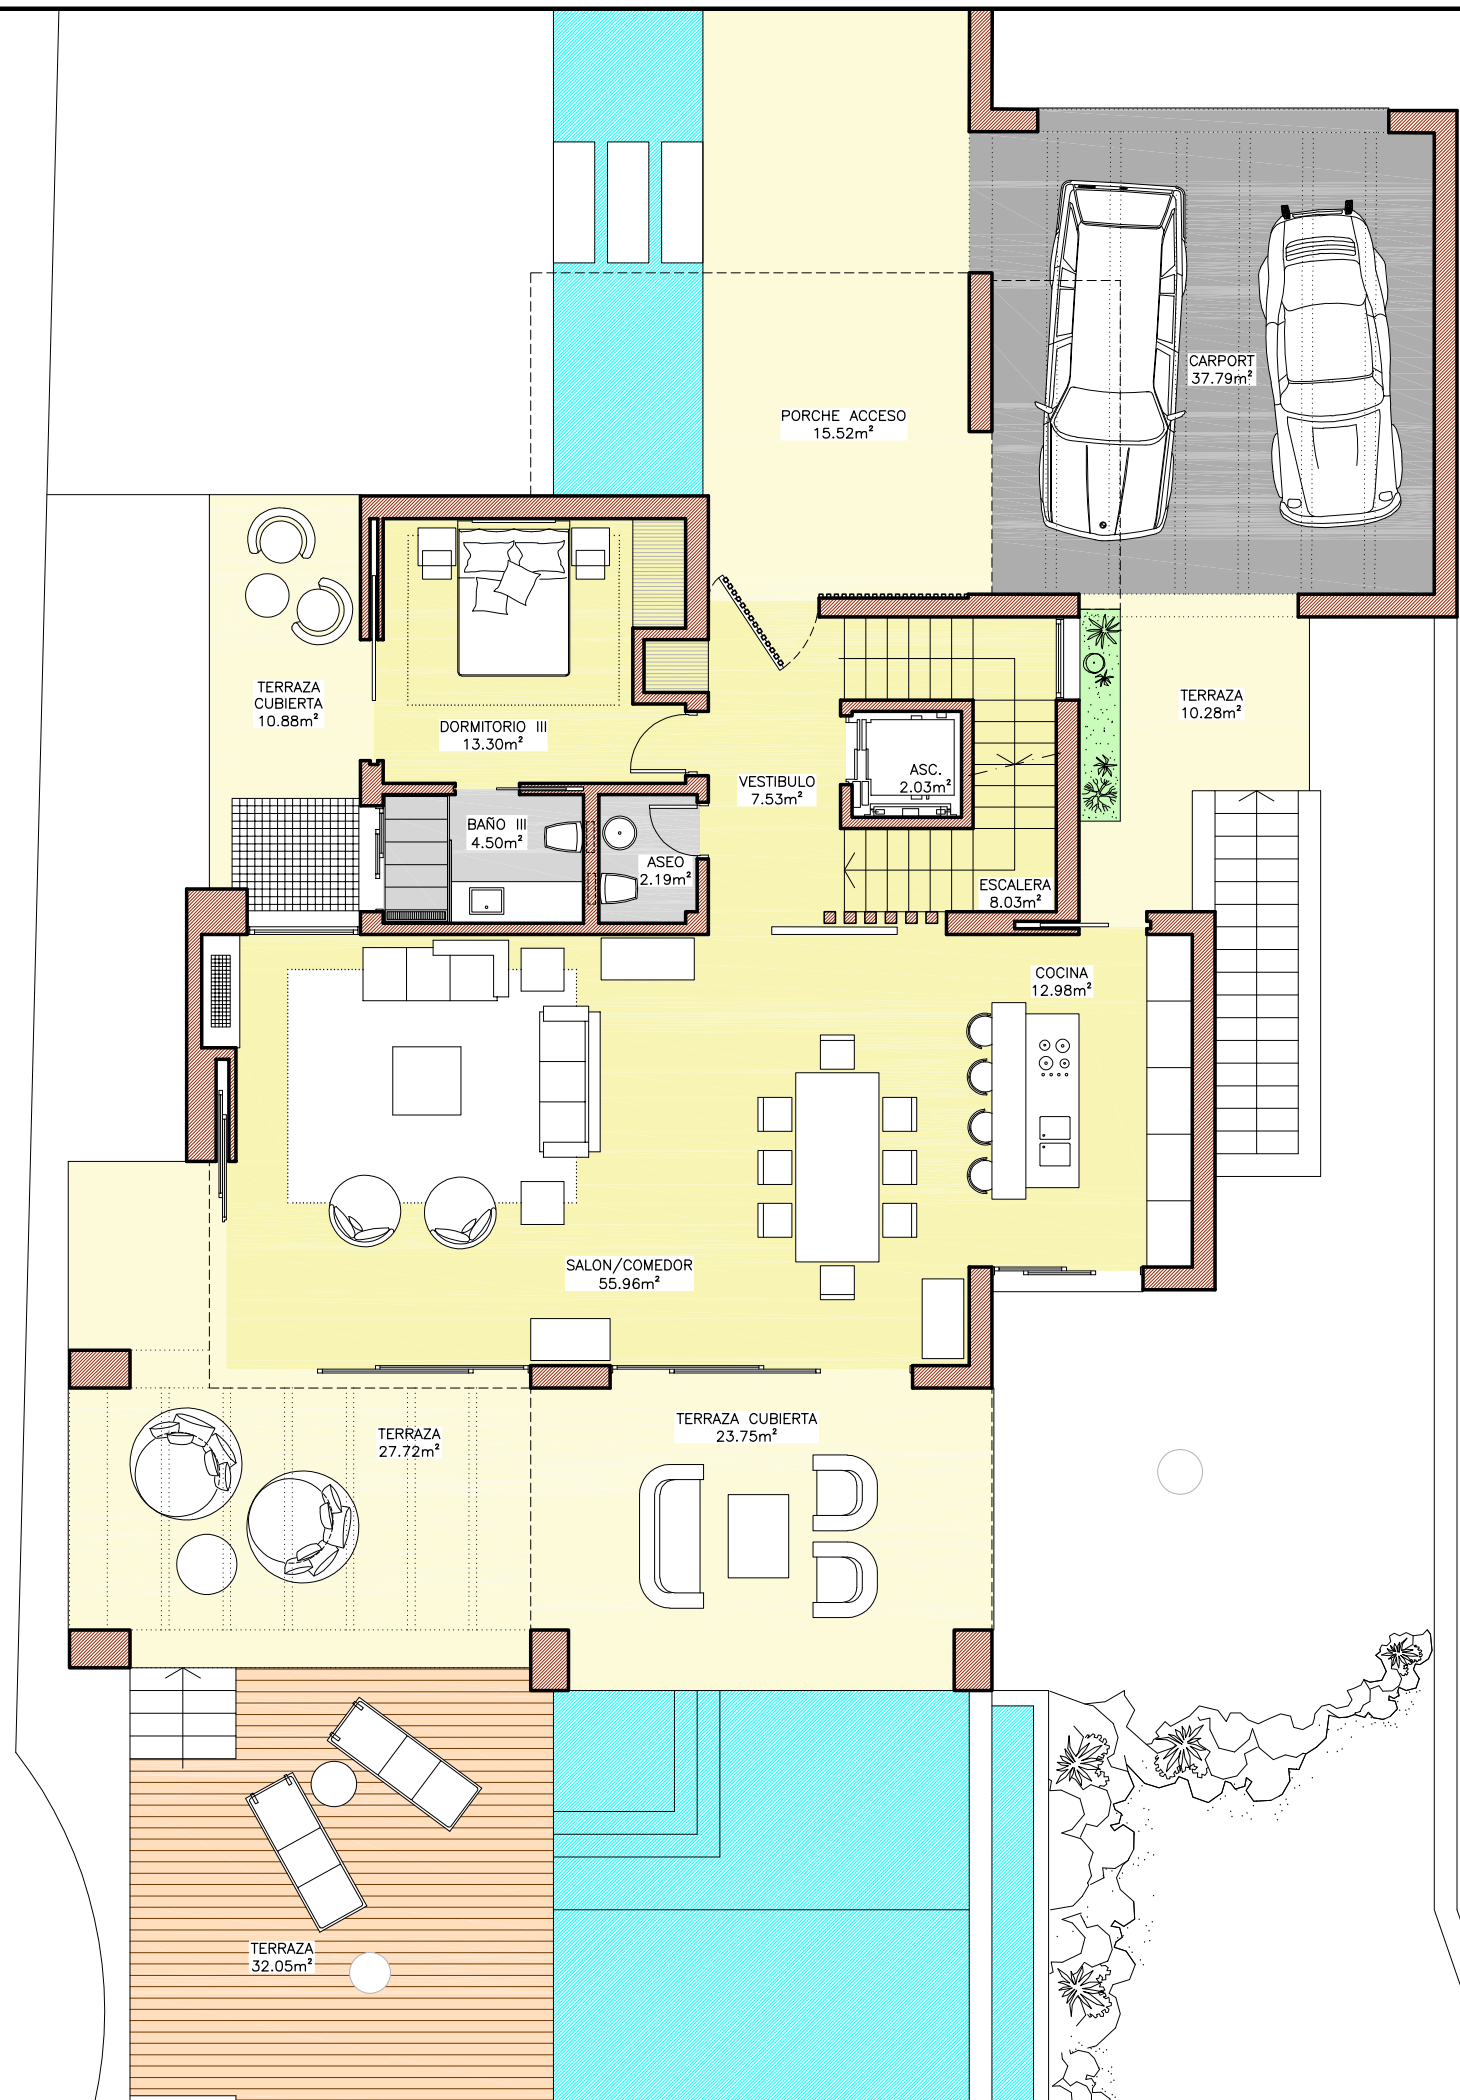 CARPORT
37.79m²
PORCHE ACCESO
15.52m²
TERRAZA
CUBIERTA
10.88m²
DORMITORIO III
13.30m²
TERRAZA
10.28m²
VESTIBULO
7.53m²
ASC.
2.03m²
BAÑO III
4.50m²
ASEO
2.19m²
ESCALERA
8.03m²
COCINA
12.98m²
SALON/COMEDOR
55.96m²
TERRAZA
27.72m²
TERRAZA CUBIERTA
23.75m²
TERRAZA
32.05m²